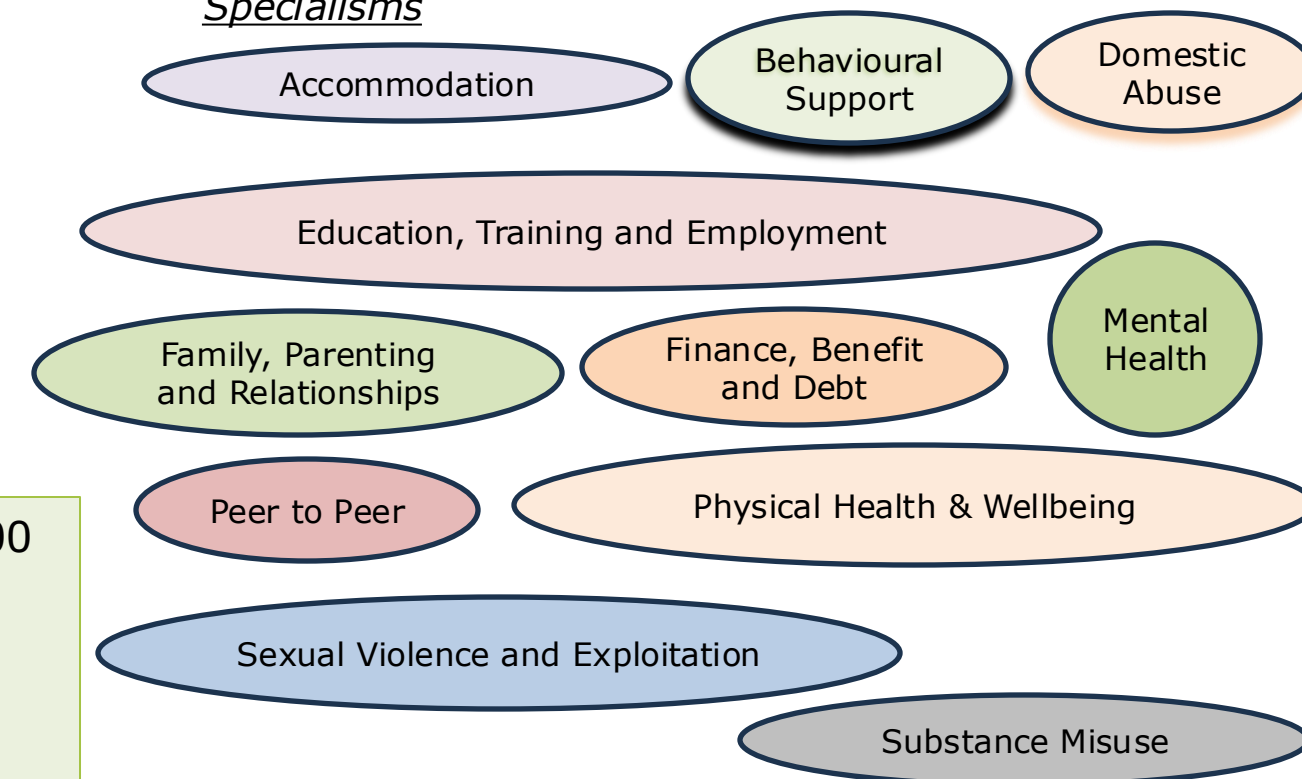 Specialisms
Accommodation
Behavioural
Support
Domestic
Abuse
Education, Training and Employment
Family, Parenting
and Relationships
Finance, Benefit
and Debt
Mental
Health
Peer to Peer
Physical Health & Wellbeing
00
Sexual Violence and Exploitation
Substance Misuse